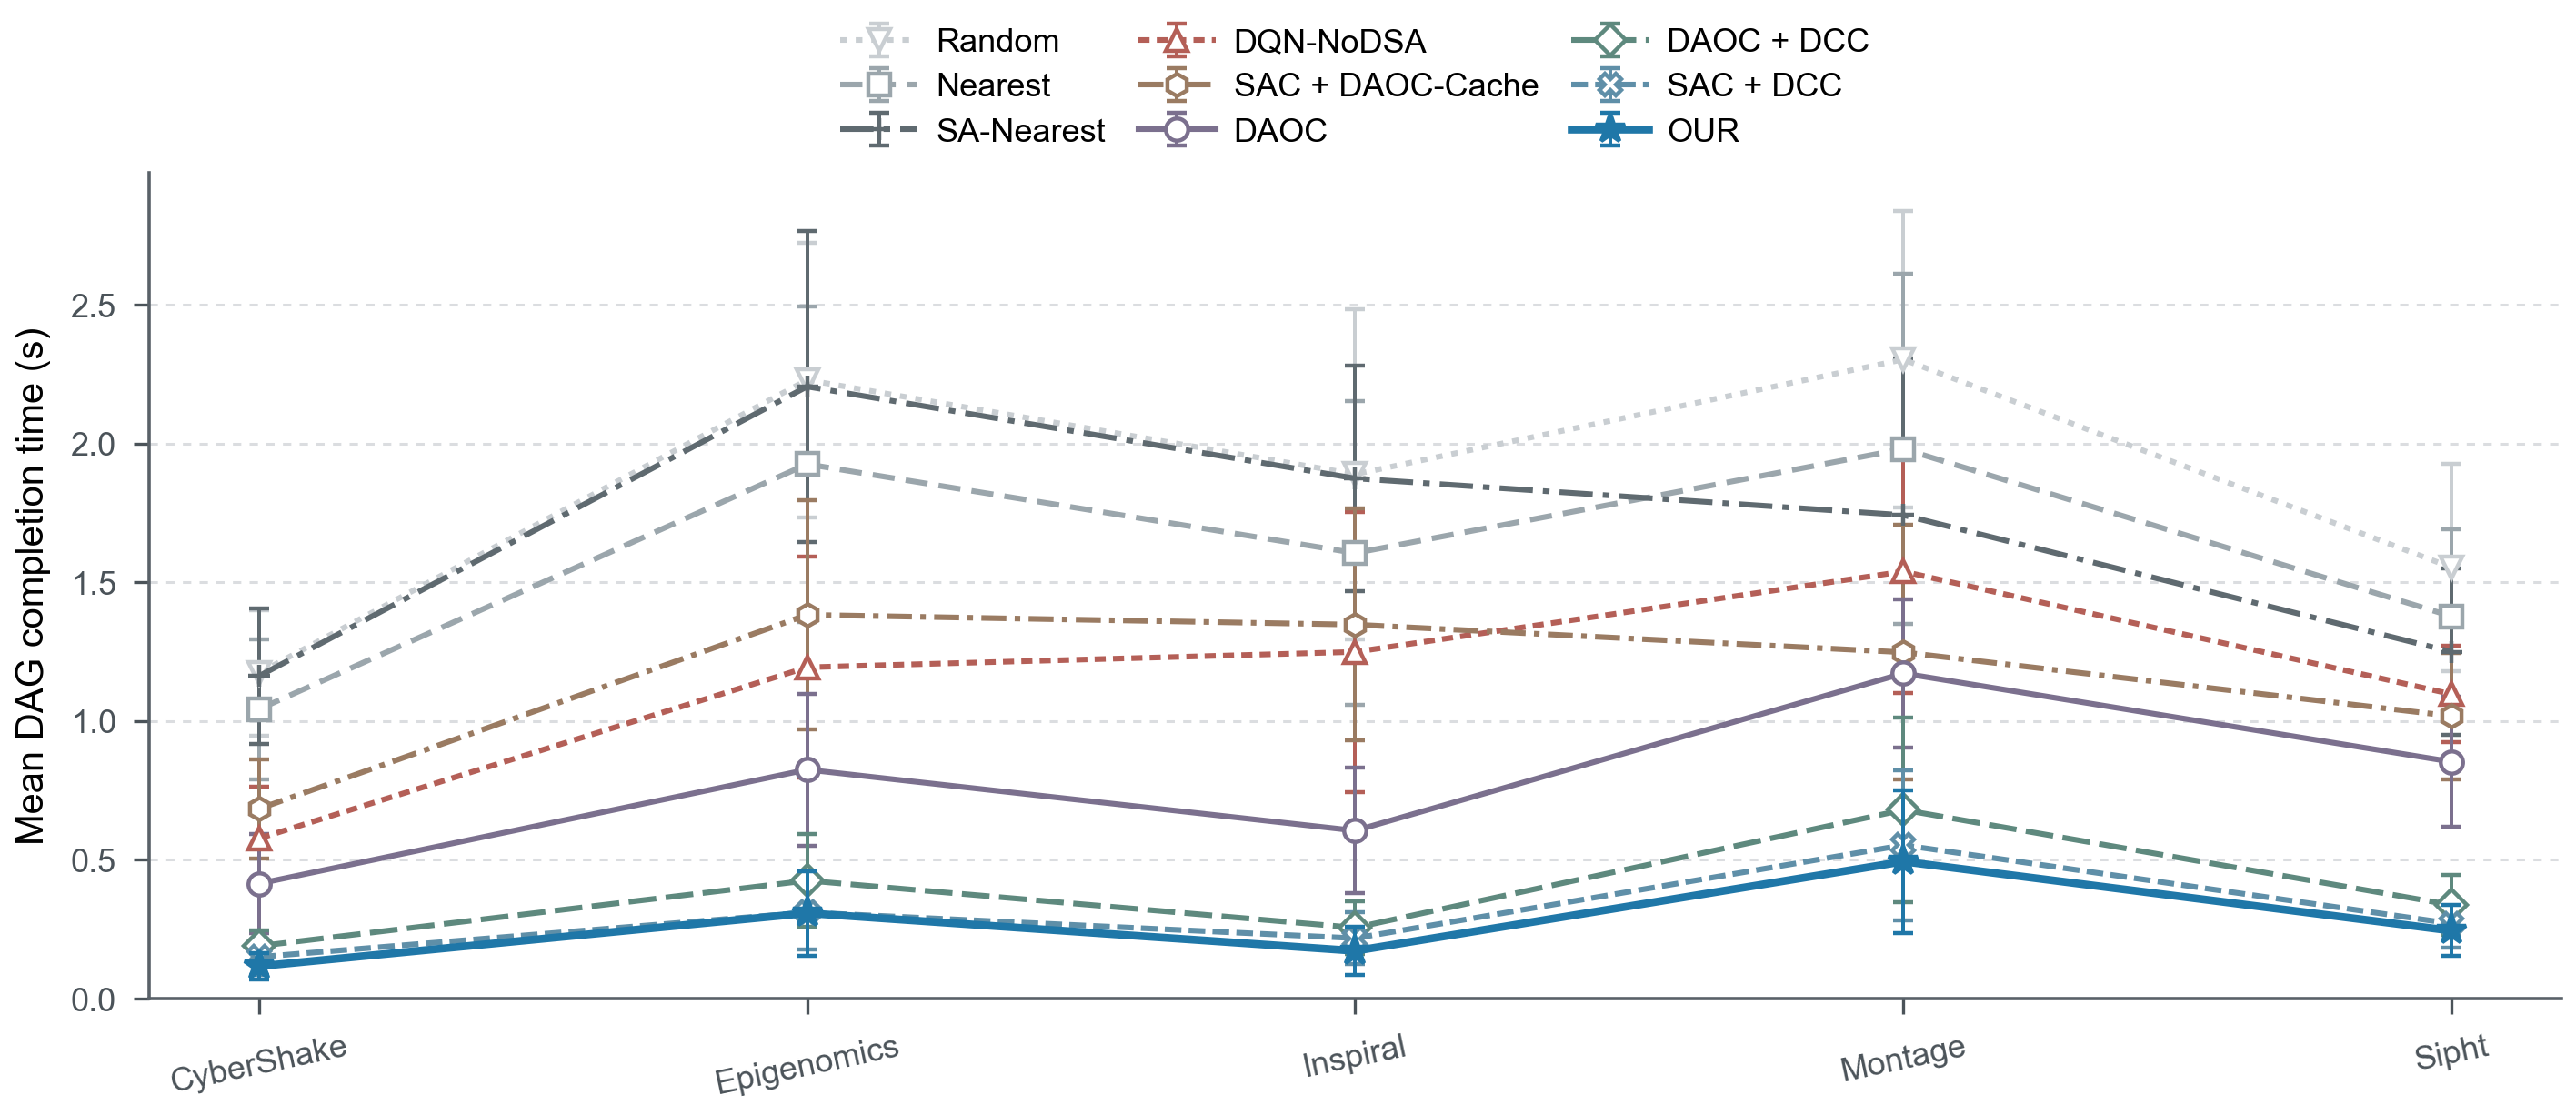 Random
Nearest
SA-Nearest
DQN-NoDSA
SAC + DAOC-Cache
DAOC
DAOC + DCC
SAC + DCC
OUR
Mean DAG completion time (s)
2.5
2.0
1.5
1.0
0.5
0.0
CyberShake
Epigenomics
Inspiral
Montage
Sipht